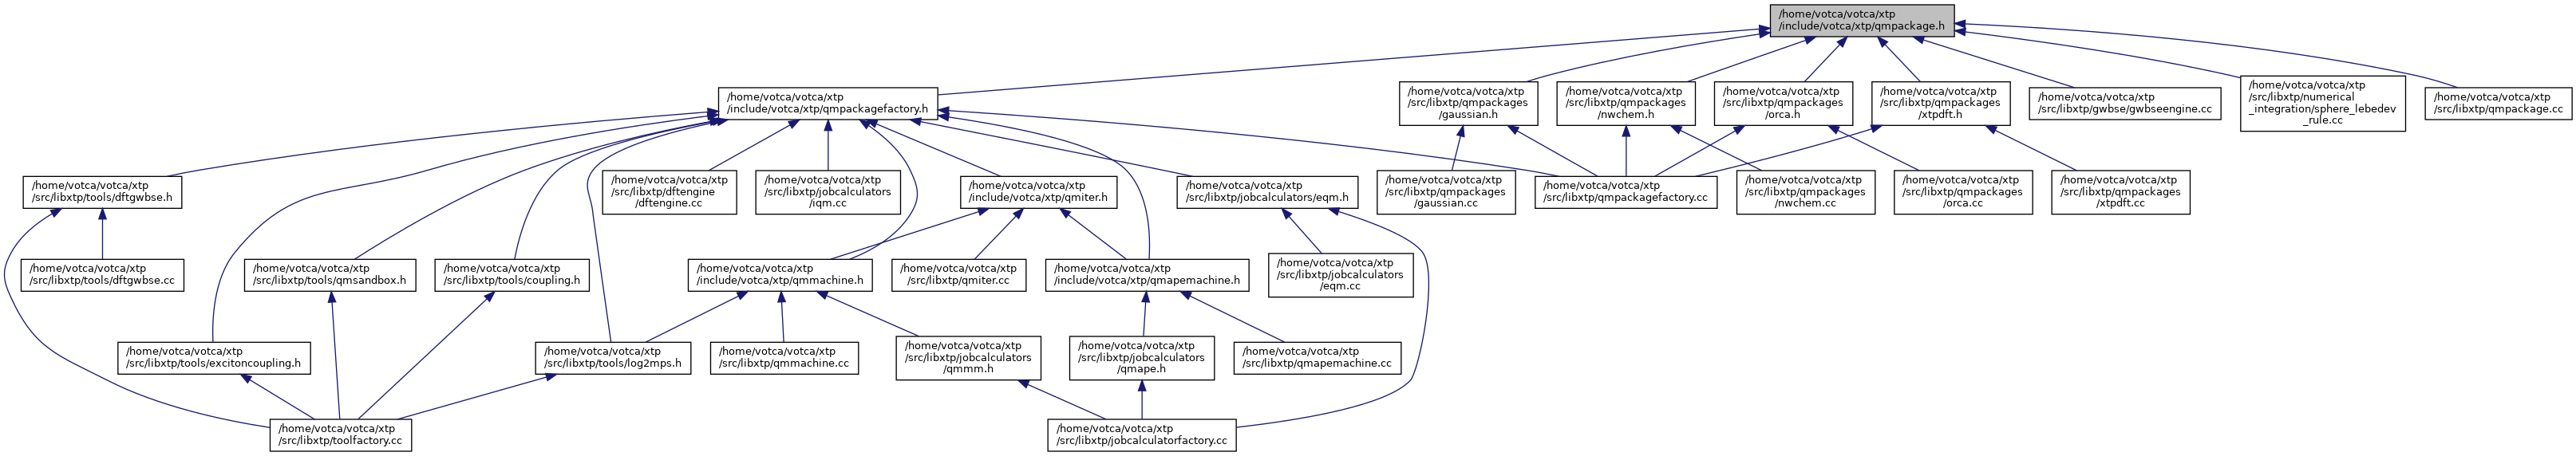 /home/votca/votca/xtp
/include/votca/xtp/qmpackage.h
/home/votca/votca/xtp
/include/votca/xtp/qmpackagefactory.h
/home/votca/votca/xtp
/src/libxtp/qmpackages
/gaussian.h
/home/votca/votca/xtp
/src/libxtp/qmpackages
/nwchem.h
/home/votca/votca/xtp
/src/libxtp/qmpackages
/orca.h
/home/votca/votca/xtp
/src/libxtp/qmpackages
/xtpdft.h
/home/votca/votca/xtp
/src/libxtp/gwbse/gwbseengine.cc
/home/votca/votca/xtp
/src/libxtp/numerical
_integration/sphere_lebedev
_rule.cc
/home/votca/votca/xtp
/src/libxtp/qmpackage.cc
/home/votca/votca/xtp
/src/libxtp/tools/dftgwbse.h
/home/votca/votca/xtp
/src/libxtp/dftengine
/dftengine.cc
/home/votca/votca/xtp
/src/libxtp/jobcalculators
/iqm.cc
/home/votca/votca/xtp
/include/votca/xtp/qmiter.h
/home/votca/votca/xtp
/src/libxtp/jobcalculators/eqm.h
/home/votca/votca/xtp
/src/libxtp/qmpackages
/gaussian.cc
/home/votca/votca/xtp
/src/libxtp/qmpackagefactory.cc
/home/votca/votca/xtp
/src/libxtp/qmpackages
/nwchem.cc
/home/votca/votca/xtp
/src/libxtp/qmpackages
/orca.cc
/home/votca/votca/xtp
/src/libxtp/qmpackages
/xtpdft.cc
/home/votca/votca/xtp
/src/libxtp/tools/dftgwbse.cc
/home/votca/votca/xtp
/src/libxtp/tools/qmsandbox.h
/home/votca/votca/xtp
/src/libxtp/tools/coupling.h
/home/votca/votca/xtp
/include/votca/xtp/qmmachine.h
/home/votca/votca/xtp
/src/libxtp/qmiter.cc
/home/votca/votca/xtp
/include/votca/xtp/qmapemachine.h
/home/votca/votca/xtp
/src/libxtp/jobcalculators
/eqm.cc
/home/votca/votca/xtp
/src/libxtp/tools/excitoncoupling.h
/home/votca/votca/xtp
/src/libxtp/tools/log2mps.h
/home/votca/votca/xtp
/src/libxtp/qmmachine.cc
/home/votca/votca/xtp
/src/libxtp/jobcalculators
/qmmm.h
/home/votca/votca/xtp
/src/libxtp/jobcalculators
/qmape.h
/home/votca/votca/xtp
/src/libxtp/qmapemachine.cc
/home/votca/votca/xtp
/src/libxtp/toolfactory.cc
/home/votca/votca/xtp
/src/libxtp/jobcalculatorfactory.cc